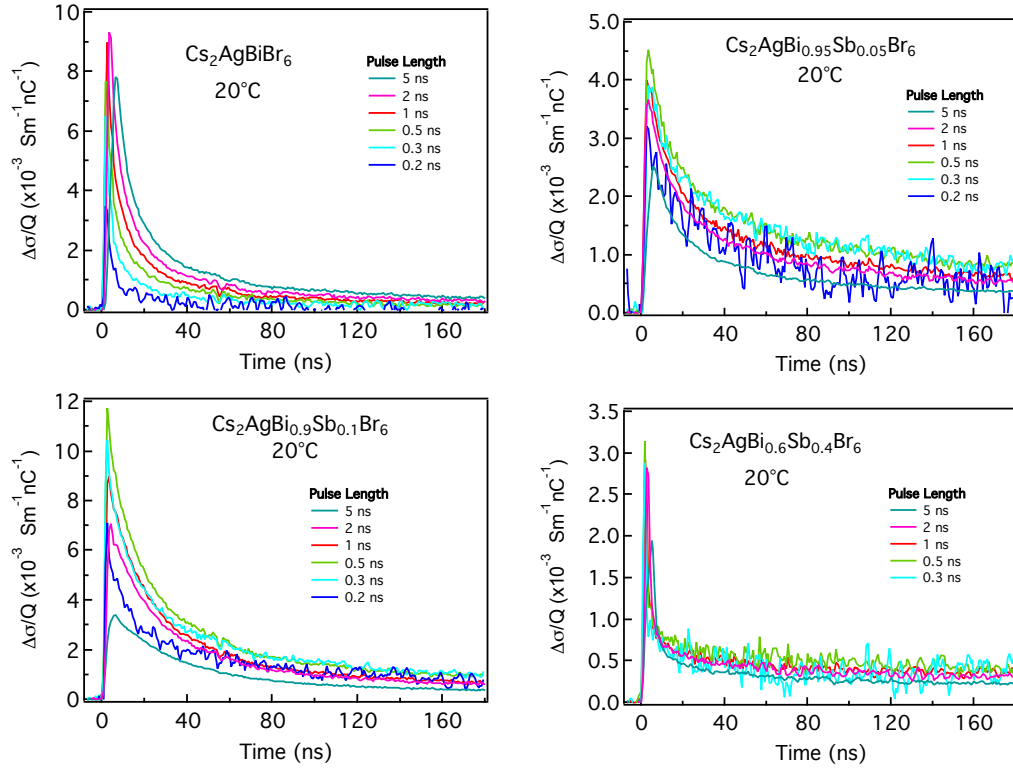 10
8
6
4
2
0
Δσ/Q (x10⁻³ Sm⁻¹nC⁻¹)
Cs₂AgBiBr₆
20°C
Pulse Length
5 ns
2 ns
1 ns
0.5 ns
0.3 ns
0.2 ns
0
40
80
120
160
Time (ns)
5.0
4.0
3.0
2.0
1.0
0.0
Δσ/Q (x10⁻³ Sm⁻¹nC⁻¹)
Cs₂AgBi₀.₉₅Sb₀.₀₅Br₆
20°C
Pulse Length
5 ns
2 ns
1 ns
0.5 ns
0.3 ns
0.2 ns
0
40
80
120
160
Time (ns)
12
10
8
6
4
2
0
Δσ/Q (x10⁻³ Sm⁻¹nC⁻¹)
Cs₂AgBi₀.₉Sb₀.₁Br₆
20°C
Pulse Length
5 ns
2 ns
1 ns
0.5 ns
0.3 ns
0.2 ns
0
40
80
120
160
Time (ns)
3.5
3.0
2.5
2.0
1.5
1.0
0.5
0.0
Δσ/Q (x10⁻³ Sm⁻¹nC⁻¹)
Cs₂AgBi₀.₆Sb₀.₄Br₆
20°C
Pulse Length
5 ns
2 ns
1 ns
0.5 ns
0.3 ns
0
40
80
120
160
Time (ns)